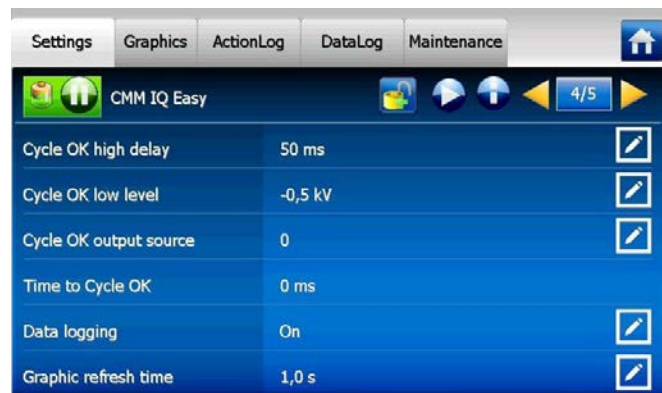 Settings Graphics ActionLog DataLog Maintenance
CMM IQ Easy 4/5
Cycle OK high delay 50 ms
Cycle OK low level -0,5 kV
Cycle OK output source 0
Time to Cycle OK 0 ms
Data logging On
Graphic refresh time 1,0 s